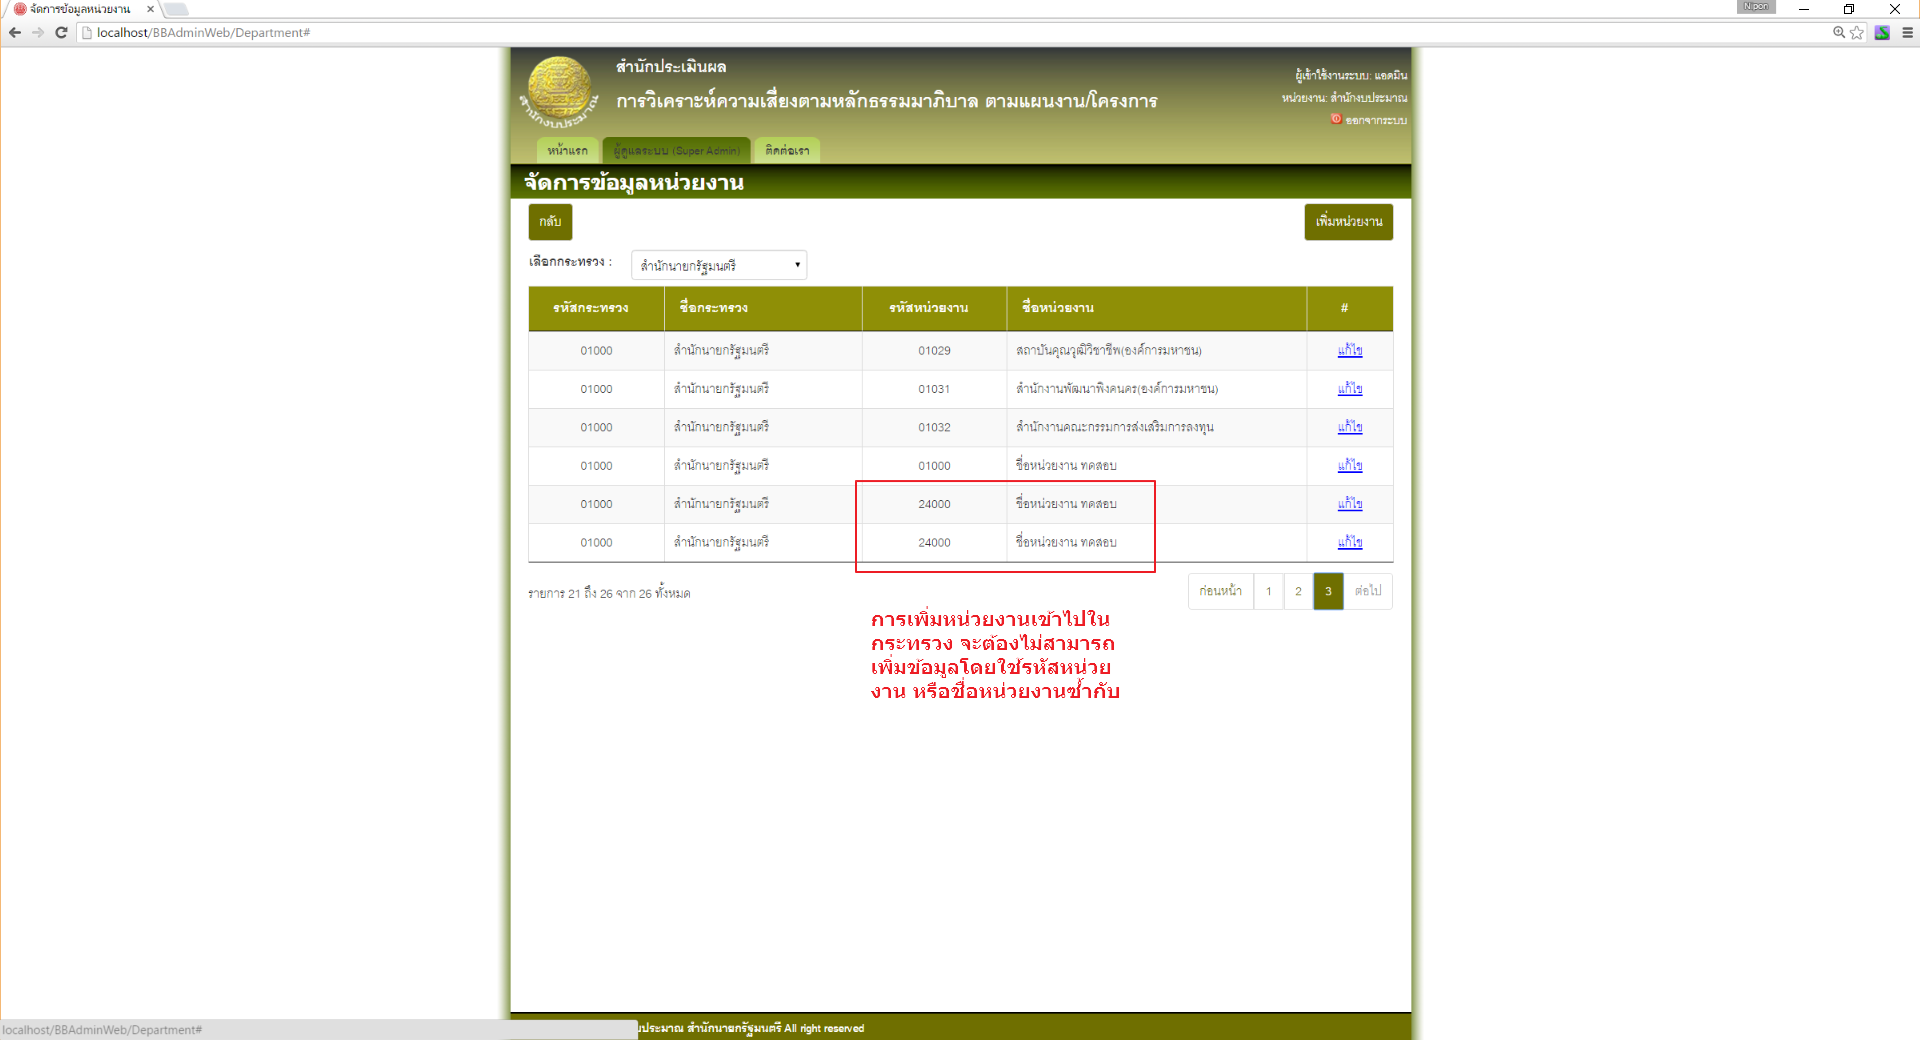 จัดการข้อมูลหน่วยงาน
Nipon
localhost/BBAdminWeb/Department#
สำนักงบประมาณ
สำนักประเมินผล
การวิเคราะห์ความเสี่ยงตามหลักธรรมมาภิบาล ตามแผนงาน/โครงการ
ผู้เข้าใช้งานระบบ: แอดมิน
หน่วยงาน: สำนักงบประมาณ
ออกจากระบบ
หน้าแรก ผู้ดูแลระบบ (Super Admin) ติดต่อเรา
จัดการข้อมูลหน่วยงาน
กลับ เพิ่มหน่วยงาน
เลือกกระทรวง : สำนักนายกรัฐมนตรี
รหัสกระทรวง ชื่อกระทรวง รหัสหน่วยงาน ชื่อหน่วยงาน #
01000 สำนักนายกรัฐมนตรี 01029 สถาบันคุณวุฒิวิชาชีพ(องค์การมหาชน) แก้ไข
01000 สำนักนายกรัฐมนตรี 01031 สำนักงานพัฒนาพิงคนคร(องค์การมหาชน) แก้ไข
01000 สำนักนายกรัฐมนตรี 01032 สำนักงานคณะกรรมการส่งเสริมการลงทุน แก้ไข
01000 สำนักนายกรัฐมนตรี 01000 ชื่อหน่วยงาน ทดสอบ แก้ไข
01000 สำนักนายกรัฐมนตรี 24000 ชื่อหน่วยงาน ทดสอบ แก้ไข
01000 สำนักนายกรัฐมนตรี 24000 ชื่อหน่วยงาน ทดสอบ แก้ไข
รายการ 21 ถึง 26 จาก 26 ทั้งหมด ก่อนหน้า 1 2 3 ต่อไป
การเพิ่มหน่วยงานเข้าไปใน
กระทรวง จะต้องไม่สามารถ
เพิ่มข้อมูลโดยใช้รหัสหน่วย
งาน หรือชื่อหน่วยงานซ้ำกับ
localhost/BBAdminWeb/Department# บประมาณ สำนักนายกรัฐมนตรี All right reserved